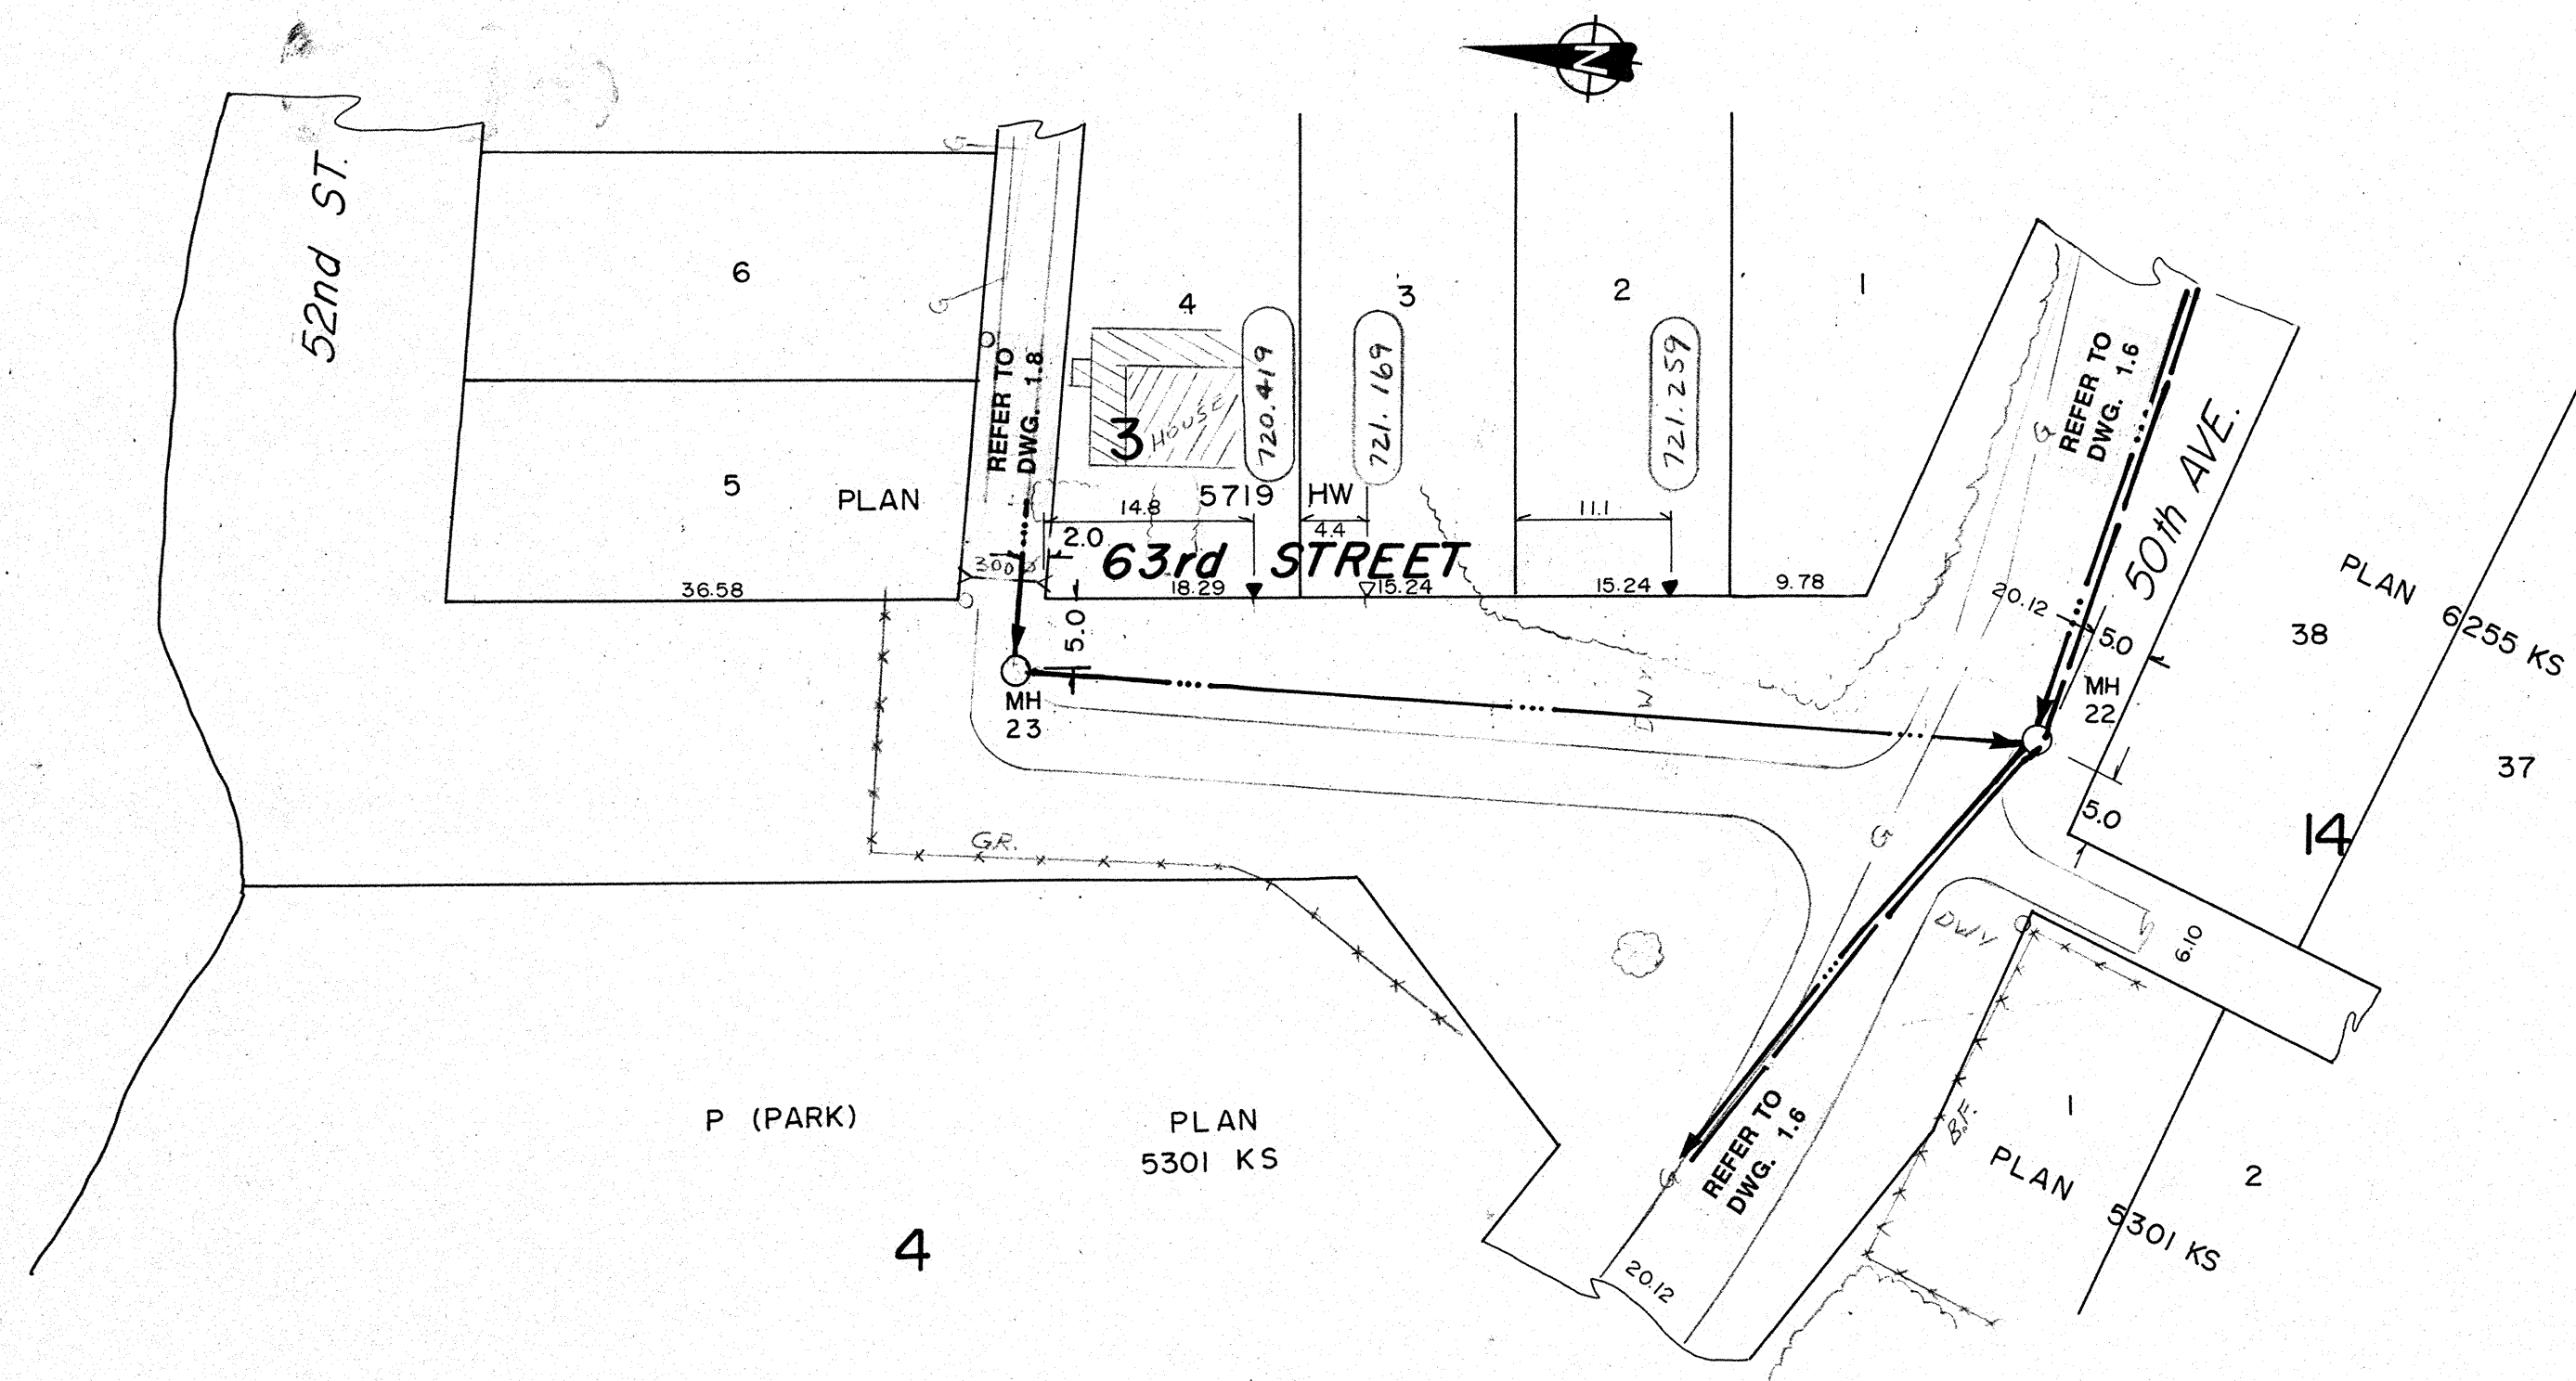 N
52nd ST.
6
5
PLAN
36.58
G
G
REFER TO
DWG. 1.8
300
2.0
5.0
4
3
HOUSE
720.419
5719 HW
14.8
3
721.169
4.4
2
721.259
11.1
1
63rd STREET
18.29
15.24
15.24
9.78
REFER TO
DWG. 1.6
G
50th AVE.
20.12
5.0
MH
22
5.0
PLAN 6255 KS
38
37
14
MH
23
DWY
GR.
G
DWY
6.10
P (PARK)
PLAN
5301 KS
4
REFER TO
DWG. 1.6
G
20.12
B.F.
1
PLAN 5301 KS
2